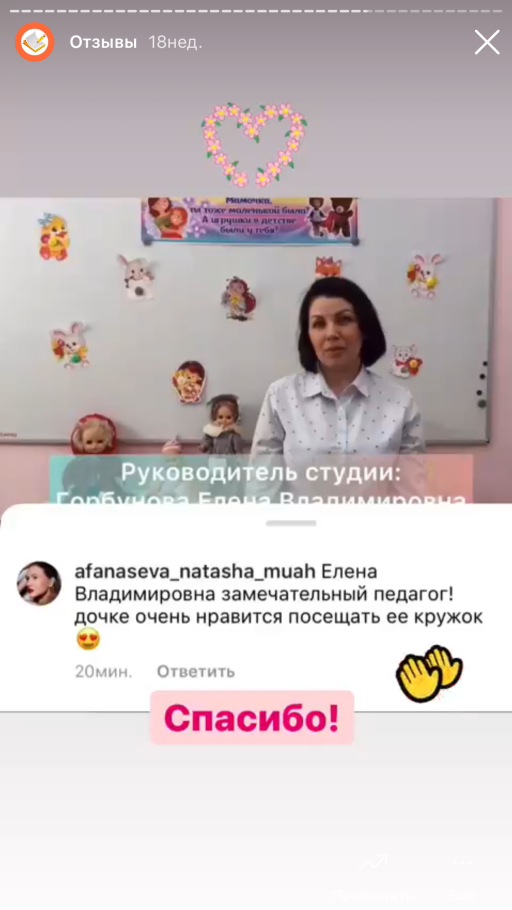 Отзывы 18нед.
Мамочка,
ты тоже маленькой была!
А игрушки в детстве
были у тебя!
Руководитель студии:
Горбунова Елена Владимировна
afanaseva_natasha_muah Елена
Владимировна замечательный педагог!
дочке очень нравится посещать ее кружок
20мин. Ответить
Спасибо!